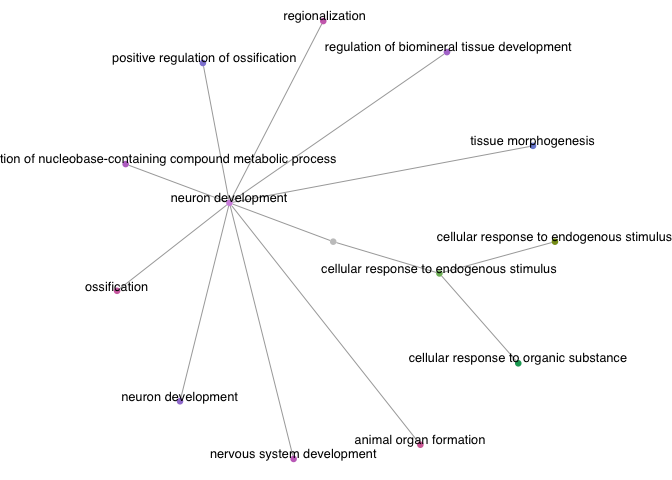 regionalization
regulation of biomineral tissue development
positive regulation of ossification
tissue morphogenesis
tion of nucleobase-containing compound metabolic process
neuron development
cellular response to endogenous stimulus
cellular response to endogenous stimulus
ossification
cellular response to organic substance
neuron development
animal organ formation
nervous system development